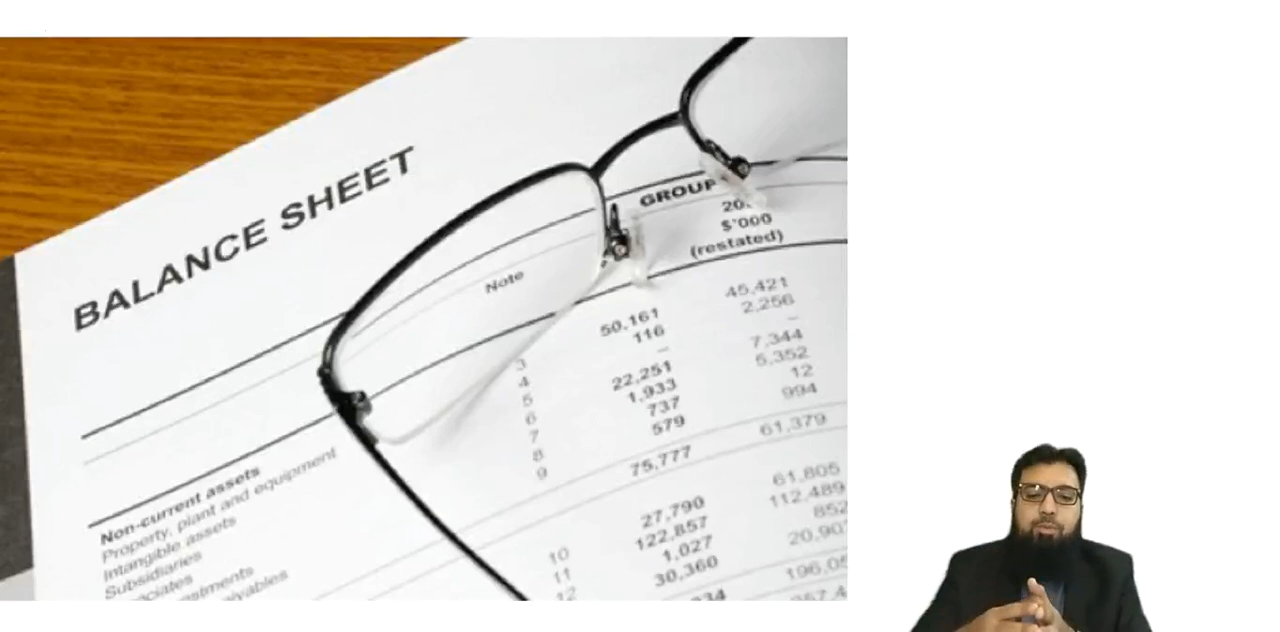 BALANCE SHEET
GROUP
$'000
(restated)
Note
3 50,161 45,421
4 116 2,256
5 – –
6 22,251 7,344
7 1,933 5,352
8 737 12
9 579 994
75,777 61,379
10 27,790 61,805
11 122,857 112,489
12 1,027 852
30,360
Non-current assets
Property, plant and equipment
Intangible assets
Subsidiaries